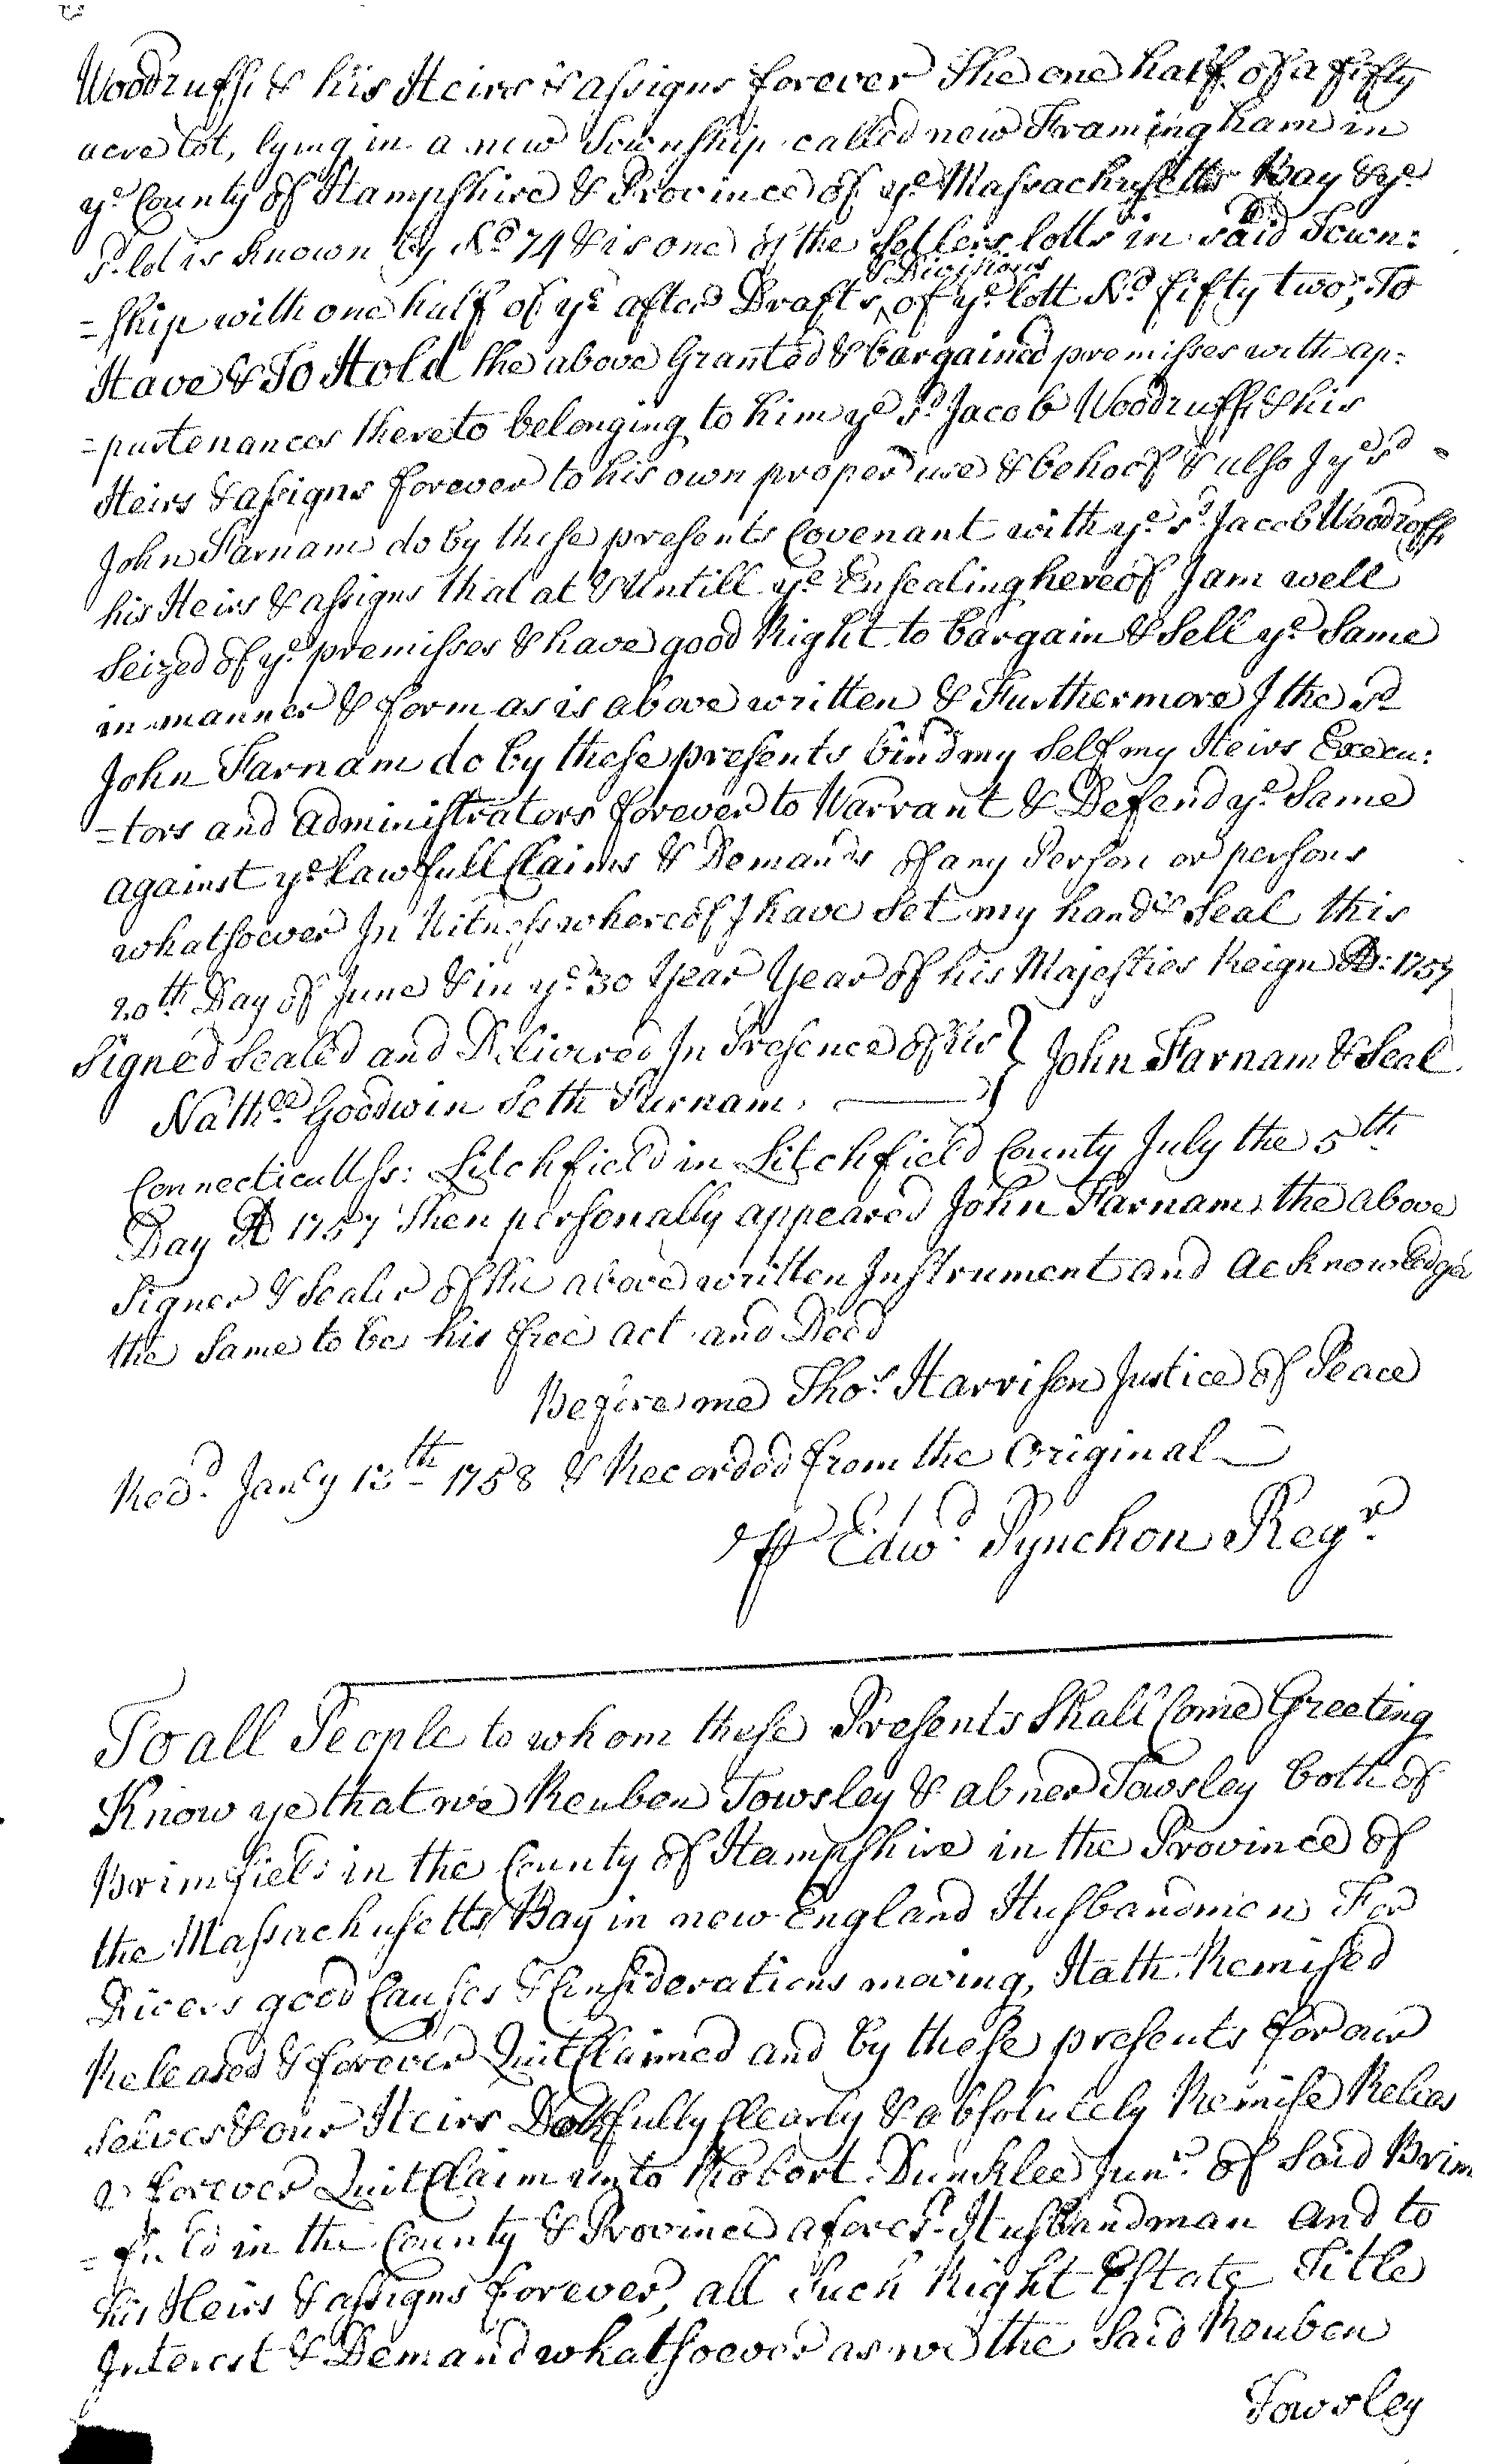 Woodruff, & his Heirs & assigns forever The one half of a fifty
acre lot, lying in a new Township called new Framingham in
ye County of Hampshire & Province of ye Massachusetts Bay & ye
sd lot is known by No 74 & is one of the Setlers lotts in said Town:
& Divisions
=ship with one half of ye after Drafts ^ of ye lott No fifty two; To
Have & To Hold the above Granted & bargained premisses with ap:
=purtenances thereto belonging to him ye sd Jacob Woodruff, & his
Heirs & assigns forever to his own proper use & behoof & also I ye sd
John Farnam do by these presents Covenant with ye sd Jacob Woodroff,
his Heirs & assigns that at & Untill ye Ensealing hereof I am well
Seized of ye premisses & have good Right to bargain & Sell ye Same
in manner & form as is above written & Furthermore I the sd
John Farnam do by these presents bind my Self my Heirs Execu:
=tors and administrators forever to Warrant & Defend ye Same
against ye Lawfull Claims & Demands of any Person or persons
whatsoever In Witness whereof I have Set my hand & Seal this
20th Day of June & in ye 30 Year Year of his Majesties Reign AD: 1757
Signed Sealed and Delivered In Presence of us } John Farnam & Seal
Nathll Goodwin Seth Furnam.
Connecticutt ss: Litchfield in Litchfield County July the 5th
Day AD 1757 Then personally appeared John Farnam, the above
Signer & Sealer of the above written Instrument and Acknowledged
the Same to be his free act and Deed
Before me Thos Harrison Justice of Peace
Recd Jancy 13th 1758 & Recorded from the Original
p Edwd Pynchon Regr
To all People to whom these Presents Shall Come Greeting
Know ye that we Reuben Towsley & abner Towsley both of
Brimfield in the County of Hampshire in the Province of
the Massachusetts Bay in new England Husbandmen For
Divers good Causes & Considerations moving, Hath Remised
Released & forever QuitClaimed and by these presents for our
Selves & our Heirs Doth fully Clearly & absolutely Remise Releas
& forever QuitClaim unto Robort Duncklee Junr of Said Brim
=field in the County & Province aforesd Husbandman and to
his Heirs & assigns forever, all Such Right Estate Title
Interest & Demand whatsoever as we the Said Reuben
Towsley